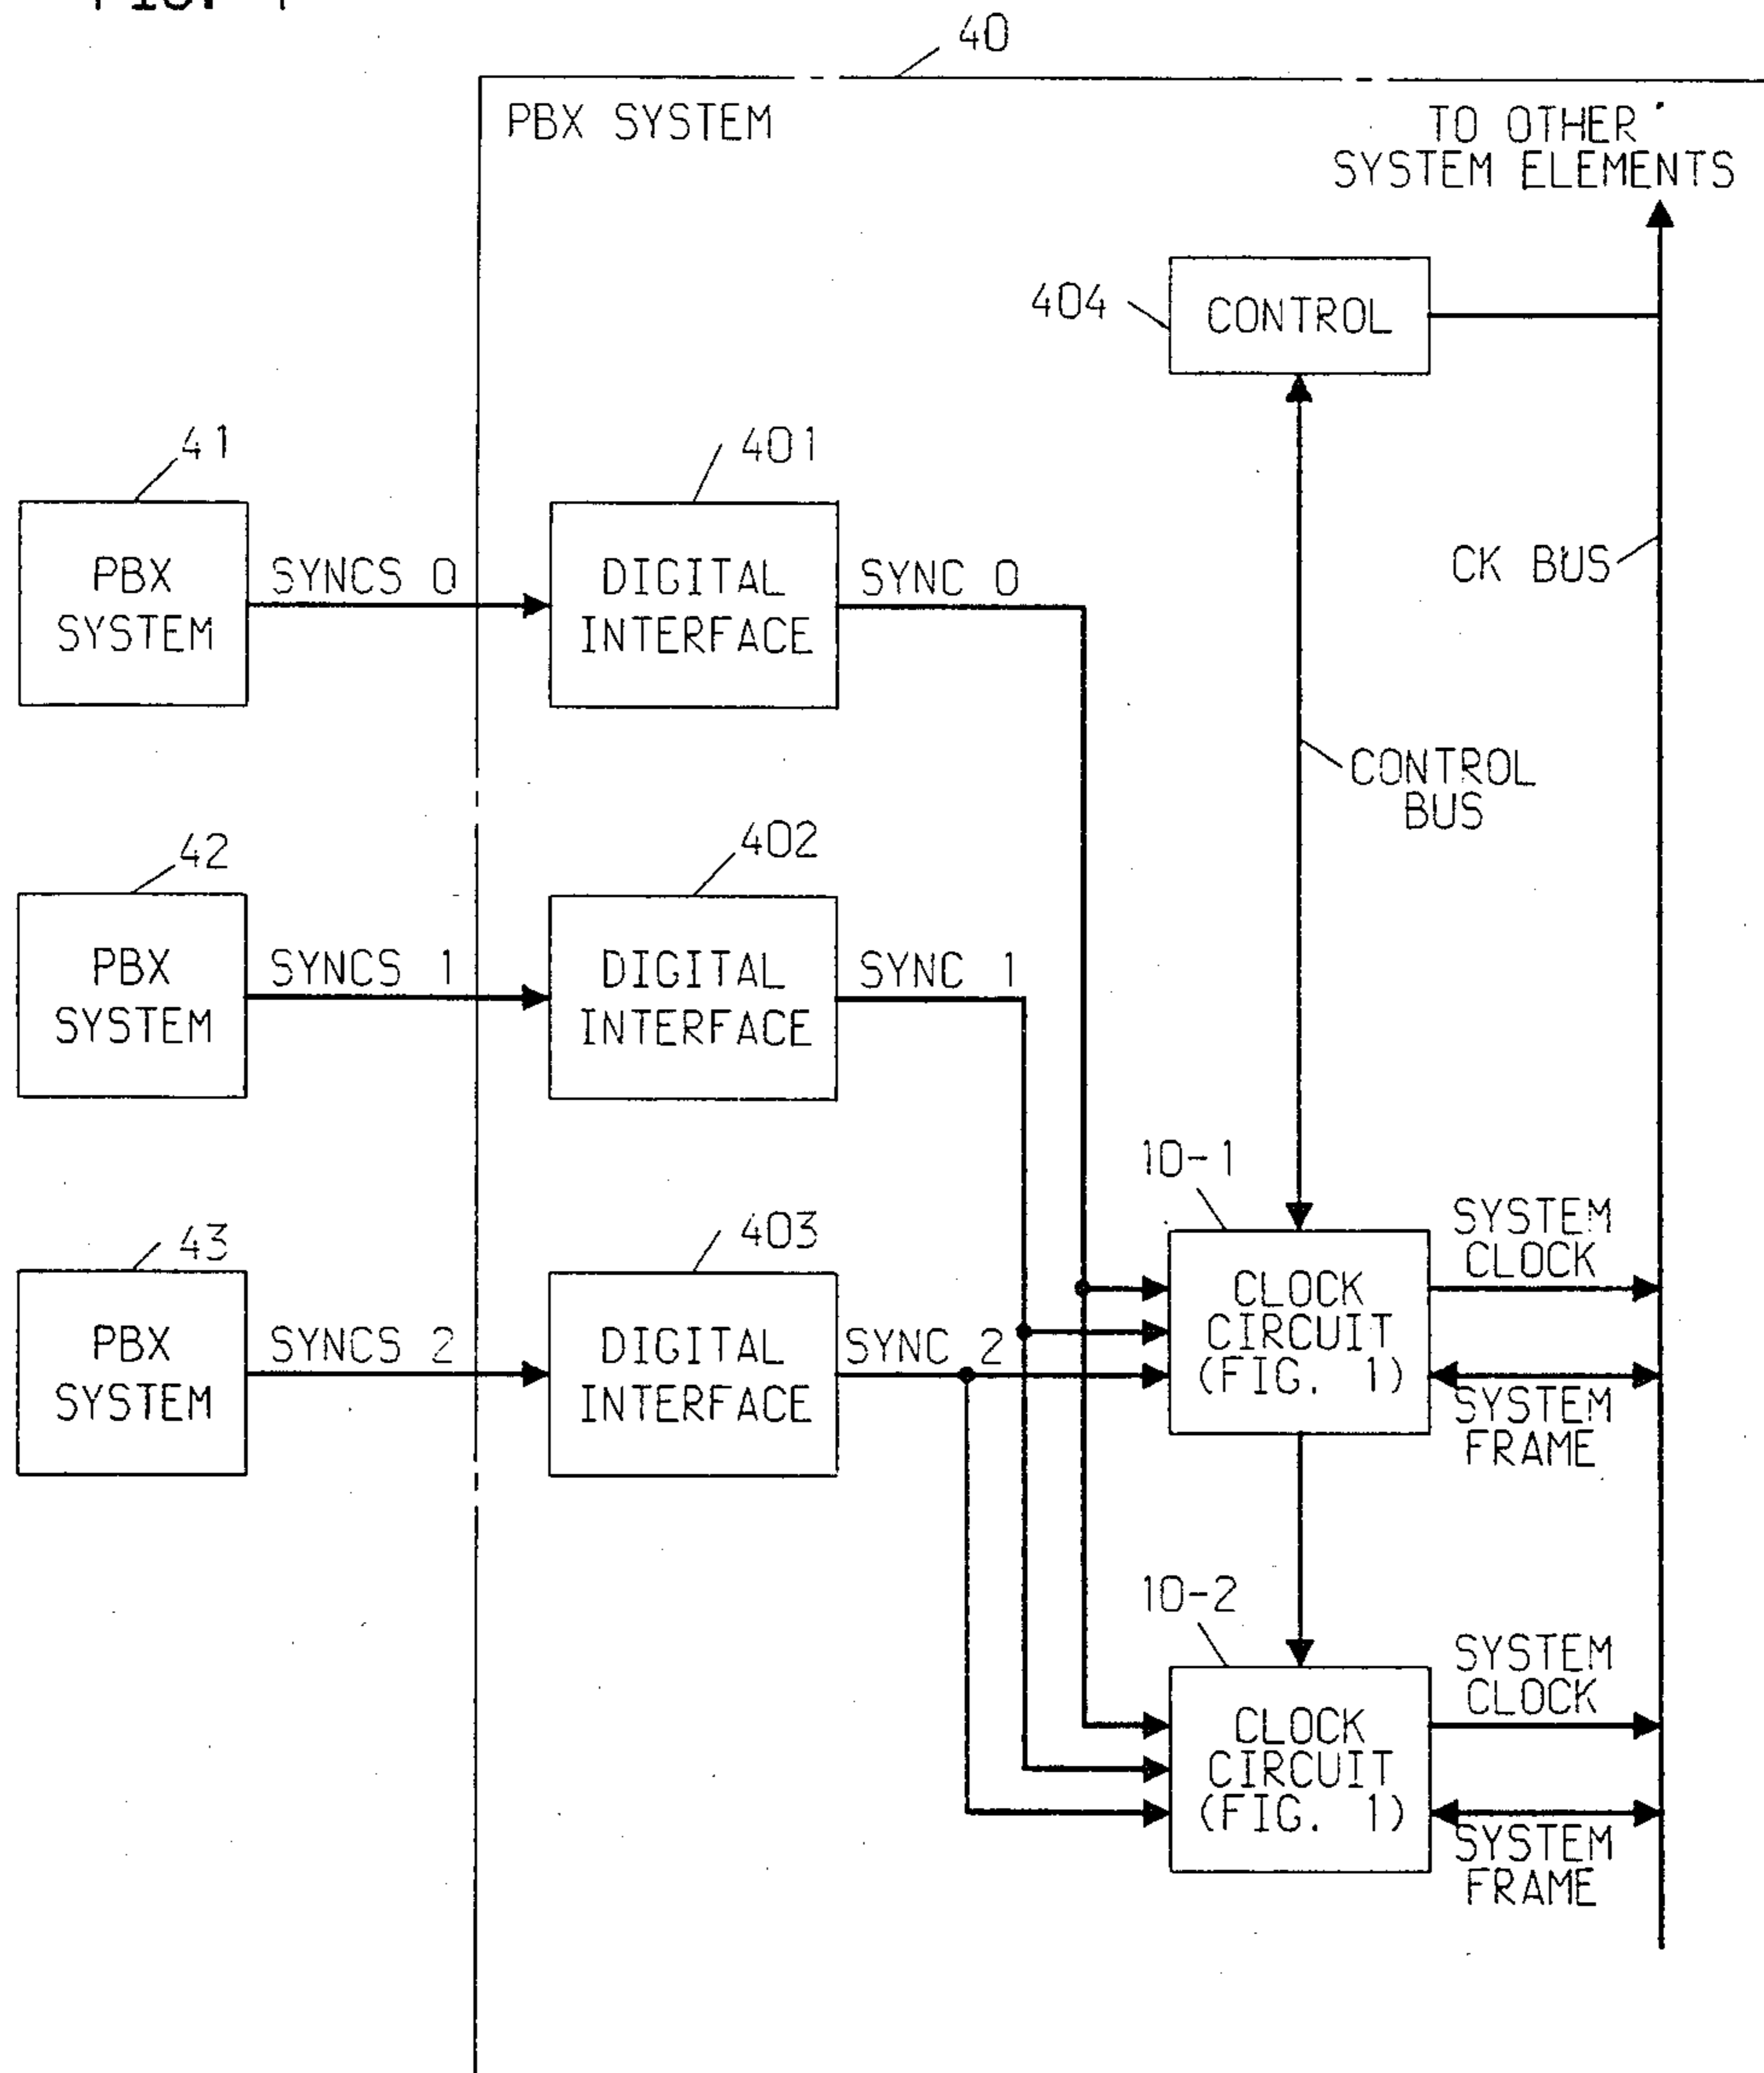 40
PBX SYSTEM
TO OTHER
SYSTEM ELEMENTS
404
CONTROL
41
401
PBX
SYSTEM
SYNCS 0
DIGITAL
INTERFACE
SYNC 0
CK BUS
CONTROL
BUS
42
402
PBX
SYSTEM
SYNCS 1
DIGITAL
INTERFACE
SYNC 1
10-1
43
403
PBX
SYSTEM
SYNCS 2
DIGITAL
INTERFACE
SYNC 2
CLOCK
CIRCUIT
(FIG. 1)
SYSTEM
CLOCK
SYSTEM
FRAME
10-2
CLOCK
CIRCUIT
(FIG. 1)
SYSTEM
CLOCK
SYSTEM
FRAME